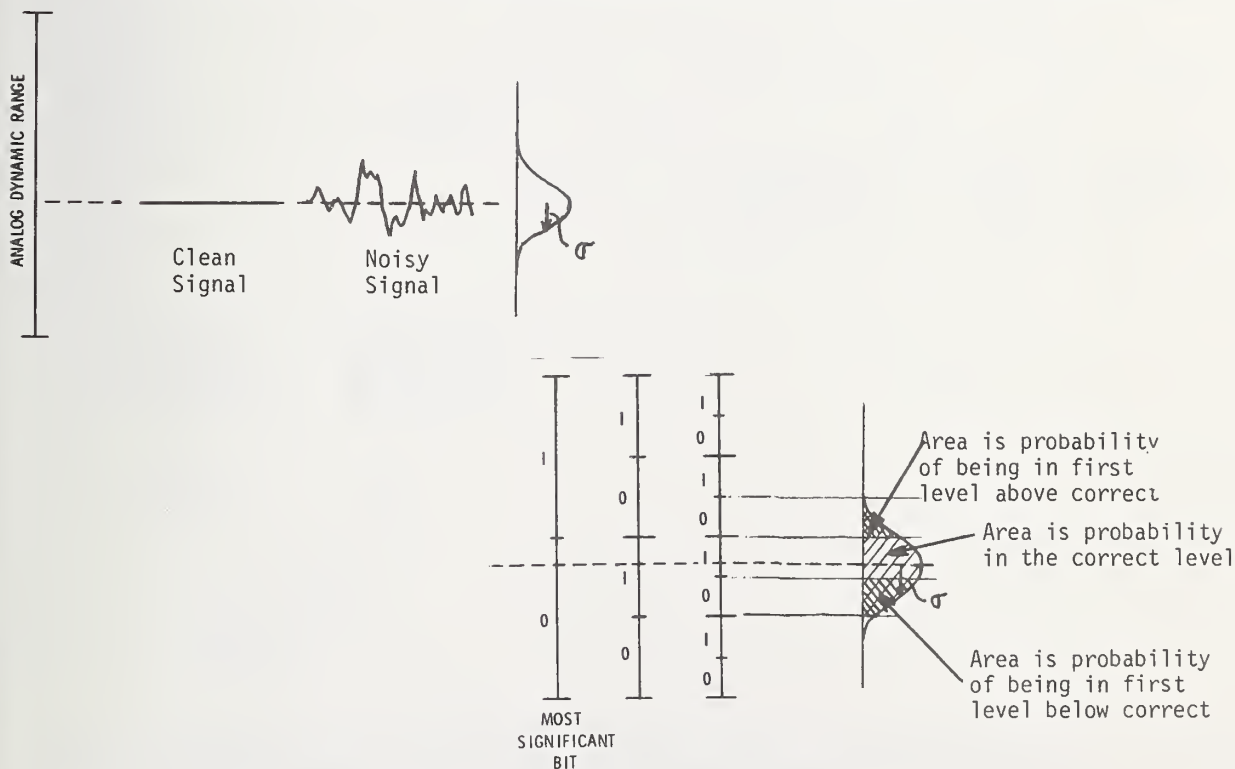 ANALOG DYNAMIC RANGE
Clean
Signal
Noisy
Signal
σ
1
0
1
0
1
0
1
0
1
0
1
0
1
0
Area is probability
of being in first
level above correct
Area is probability
in the correct level
σ
Area is probability
of being in first
level below correct
MOST
SIGNIFICANT
BIT